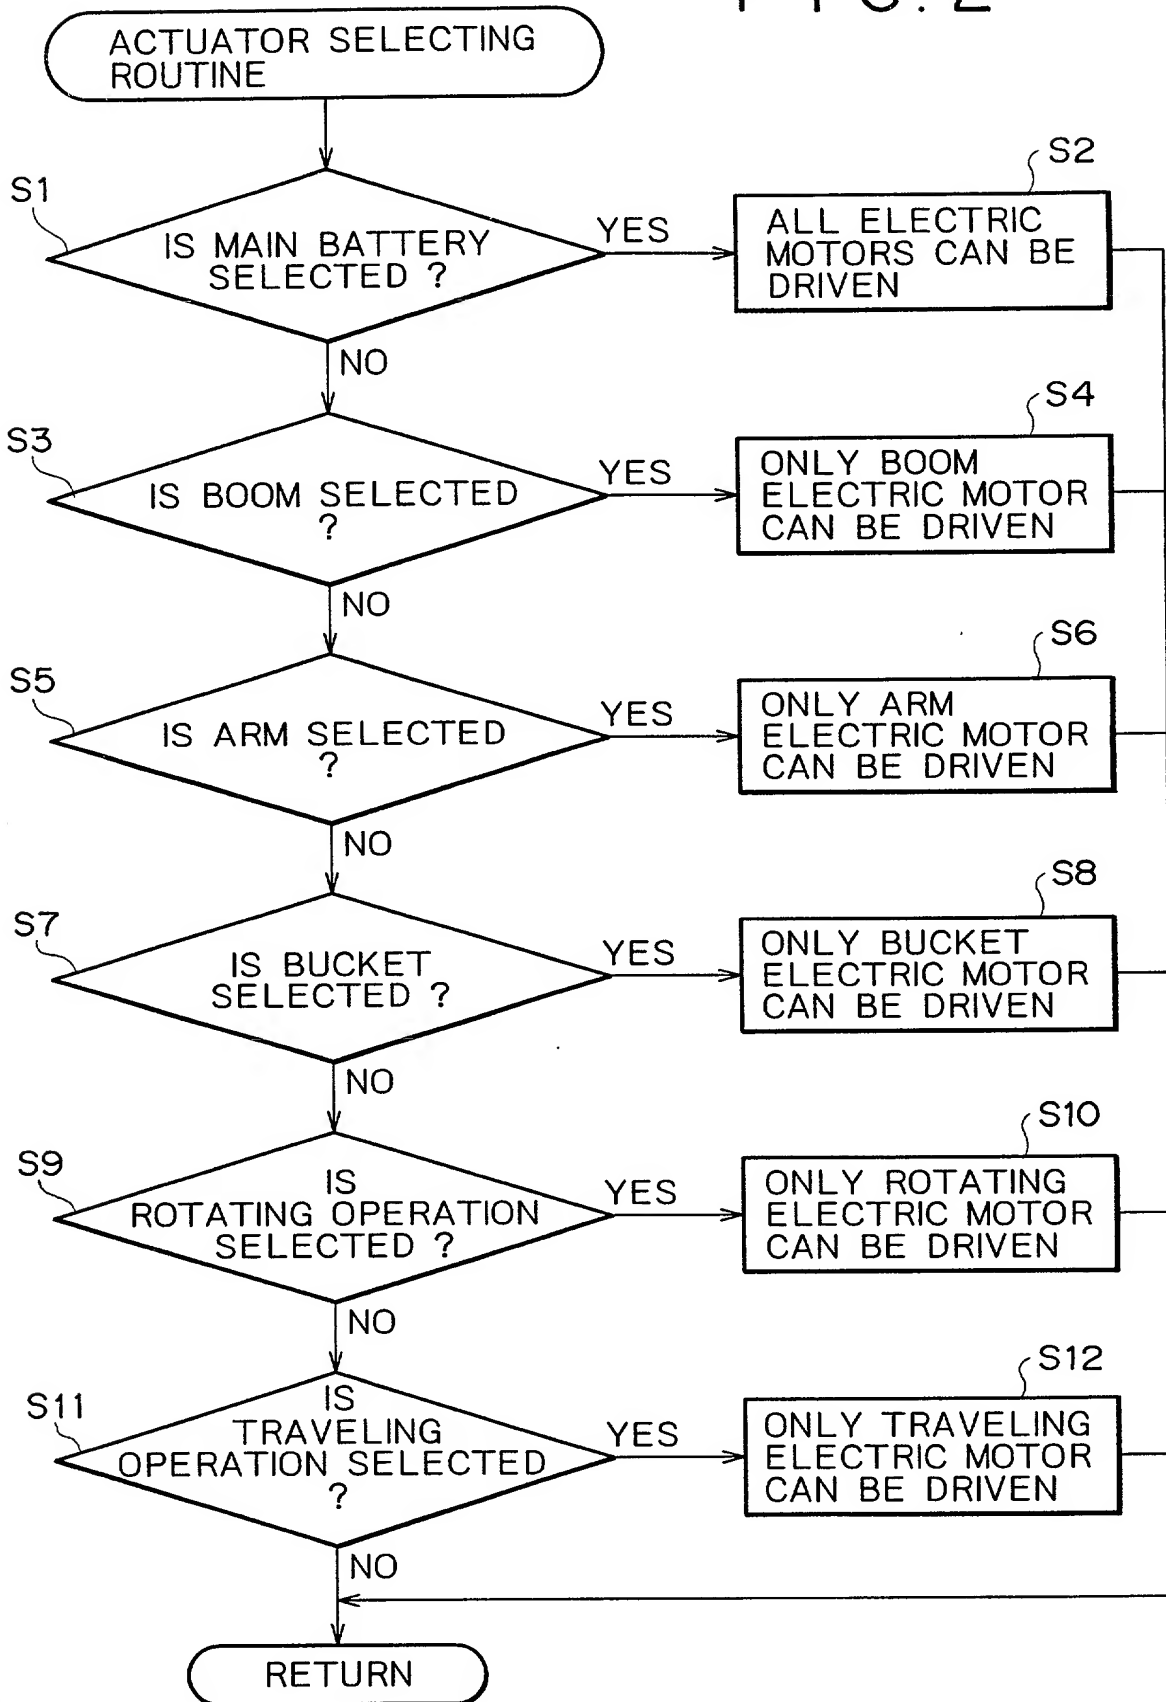 FIG. 2
ACTUATOR SELECTING
ROUTINE
S1
IS MAIN BATTERY
SELECTED ?
YES
S2
ALL ELECTRIC
MOTORS CAN BE
DRIVEN
NO
S3
IS BOOM SELECTED
?
YES
S4
ONLY BOOM
ELECTRIC MOTOR
CAN BE DRIVEN
NO
S5
IS ARM SELECTED
?
YES
S6
ONLY ARM
ELECTRIC MOTOR
CAN BE DRIVEN
NO
S7
IS BUCKET
SELECTED ?
YES
S8
ONLY BUCKET
ELECTRIC MOTOR
CAN BE DRIVEN
NO
S9
IS
ROTATING OPERATION
SELECTED ?
YES
S10
ONLY ROTATING
ELECTRIC MOTOR
CAN BE DRIVEN
NO
S11
IS
TRAVELING
OPERATION SELECTED
?
YES
S12
ONLY TRAVELING
ELECTRIC MOTOR
CAN BE DRIVEN
NO
RETURN